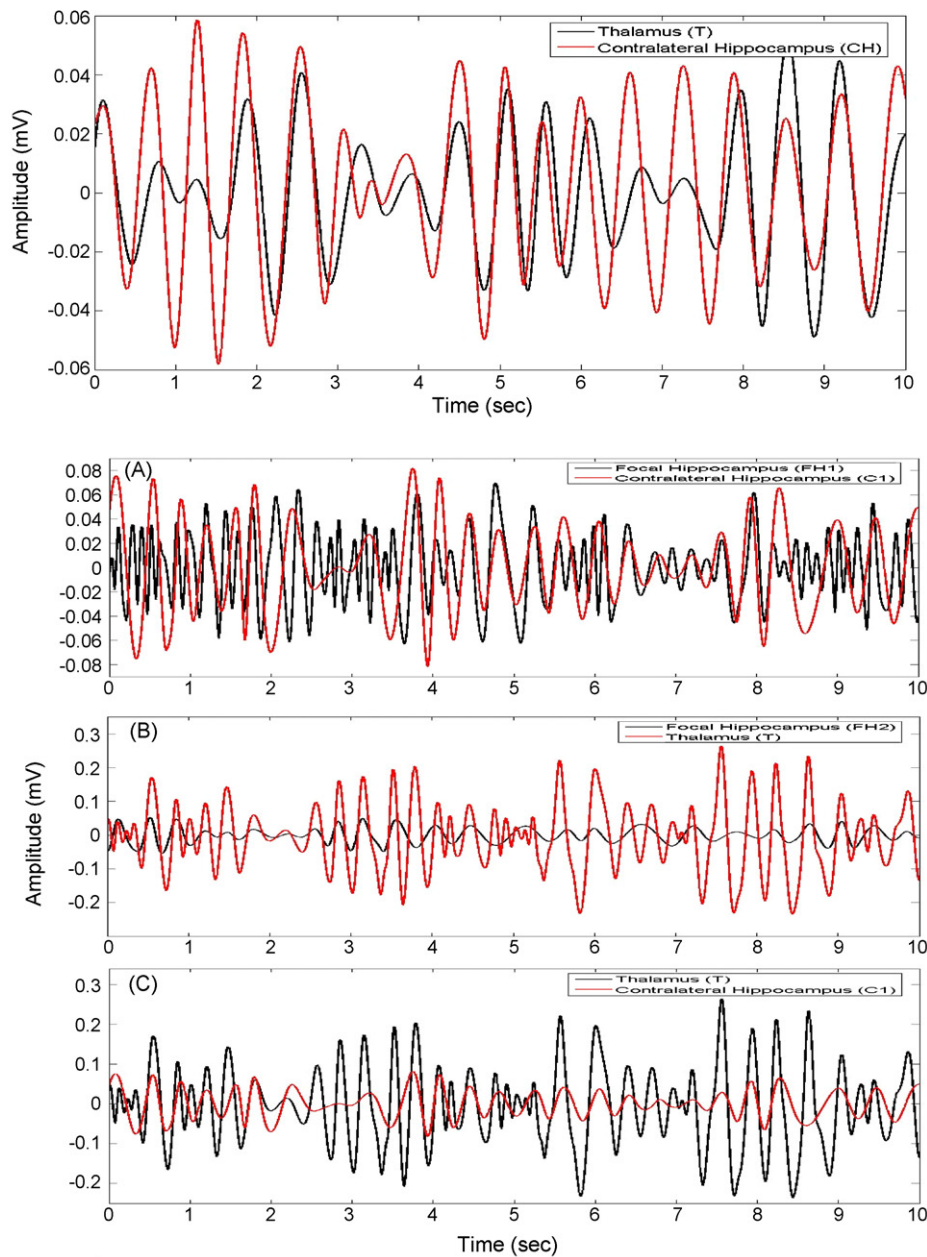 0.06
Thalamus (T)
Contralateral Hippocampus (CH)
0.04
0.02
0
-0.02
-0.04
-0.06
Amplitude (mV)
0 1 2 3 4 5 6 7 8 9 10
Time (sec)
(A)
Focal Hippocampus (FH1)
Contralateral Hippocampus (C1)
0.08
0.06
0.04
0.02
0
-0.02
-0.04
-0.06
-0.08
0 1 2 3 4 5 6 7 8 9 10
(B)
Focal Hippocampus (FH2)
Thalamus (T)
0.3
0.2
0.1
0
-0.1
-0.2
Amplitude (mV)
0 1 2 3 4 5 6 7 8 9 10
(C)
Thalamus (T)
Contralateral Hippocampus (C1)
0.3
0.2
0.1
0
-0.1
-0.2
0 1 2 3 4 5 6 7 8 9 10
Time (sec)